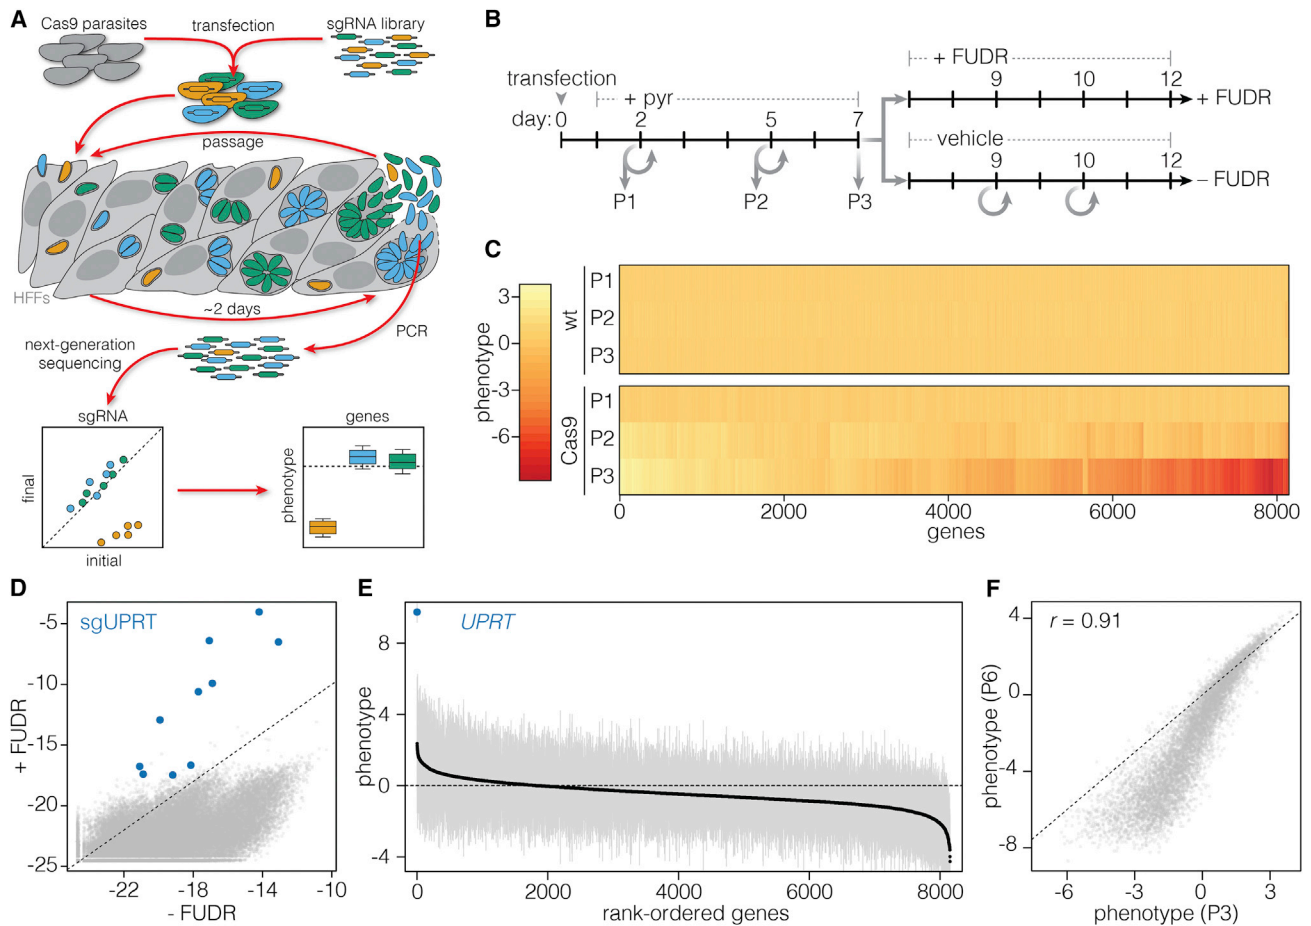 A
Cas9 parasites
transfection
sgRNA library
passage
HFFs
~2 days
PCR
next-generation
sequencing
sgRNA
final
initial
genes
phenotype
B
transfection
+ pyr
day: 0 2 5 7
P1 P2 P3
+ FUDR
9 10 12
+ FUDR
vehicle
9 10 12
– FUDR
C
phenotype
3
0
-3
-6
wt
P1
P2
P3
Cas9
P1
P2
P3
0 2000 4000 6000 8000
genes
D
sgUPRT
+ FUDR
-5
-10
-15
-20
-25
-22 -18 -14 -10
- FUDR
E
UPRT
phenotype
8
4
0
-4
0 2000 4000 6000 8000
rank-ordered genes
F
r = 0.91
phenotype (P6)
4
0
-4
-8
-6 -3 0 3
phenotype (P3)